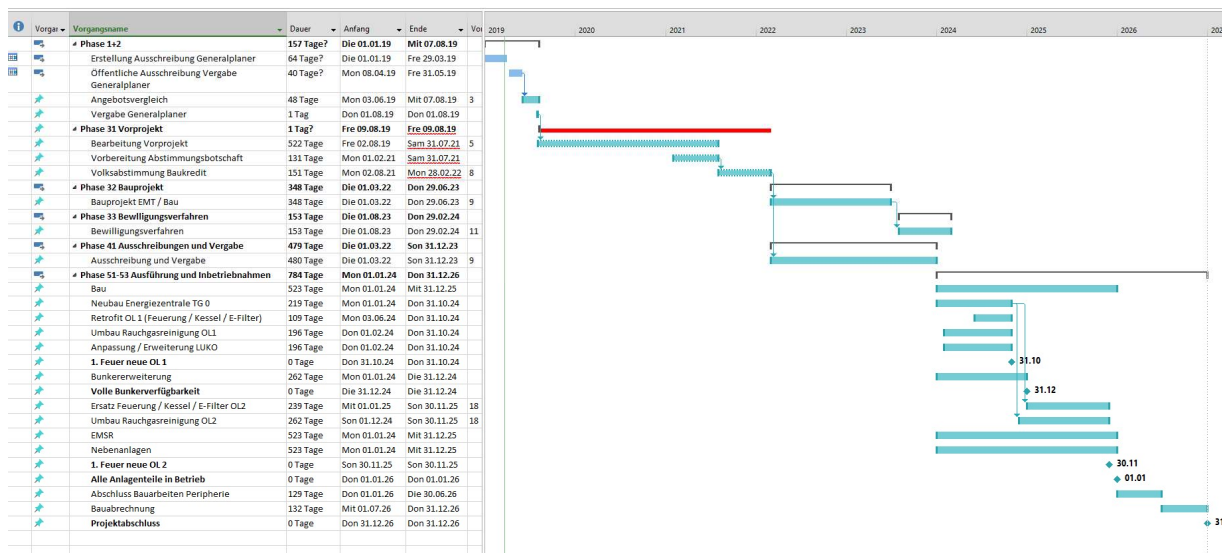 Vorgar Vorgangsname Dauer Anfang Ende Vor 2019 2020 2021 2022 2023 2024 2025 2026
Phase 1+2 157 Tage? Die 01.01.19 Mit 07.08.19
Erstellung Ausschreibung Generalplaner 64 Tage? Die 01.01.19 Fre 29.03.19
Öffentliche Ausschreibung Vergabe 40 Tage? Mon 08.04.19 Fre 31.05.19
Generalplaner
Angebotsvergleich 48 Tage Mon 03.06.19 Mit 07.08.19 3
Vergabe Generalplaner 1 Tag Don 01.08.19 Don 01.08.19
Phase 31 Vorprojekt 1 Tag? Fre 09.08.19 Fre 09.08.19
Bearbeitung Vorprojekt 522 Tage Fre 02.08.19 Sam 31.07.21 5
Vorbereitung Abstimmungsbotschaft 131 Tage Mon 01.02.21 Sam 31.07.21
Volksabstimmung Baukredit 151 Tage Mon 02.08.21 Mon 28.02.22 8
Phase 32 Bauprojekt 348 Tage Die 01.03.22 Don 29.06.23
Bauprojekt EMT / Bau 348 Tage Die 01.03.22 Don 29.06.23 9
Phase 33 Bewlligungsverfahren 153 Tage Die 01.08.23 Don 29.02.24
Bewilligungsverfahren 153 Tage Die 01.08.23 Don 29.02.24 11
Phase 41 Ausschreibungen und Vergabe 479 Tage Die 01.03.22 Son 31.12.23
Ausschreibung und Vergabe 480 Tage Die 01.03.22 Son 31.12.23 9
Phase 51-53 Ausführung und Inbetriebnahmen 784 Tage Mon 01.01.24 Don 31.12.26
Bau 523 Tage Mon 01.01.24 Mit 31.12.25
Neubau Energiezentrale TG 0 219 Tage Mon 01.01.24 Don 31.10.24
Retrofit OL 1 (Feuerung / Kessel / E-Filter) 109 Tage Mon 03.06.24 Don 31.10.24
Umbau Rauchgasreinigung OL1 196 Tage Don 01.02.24 Don 31.10.24
Anpassung / Erweiterung LUKO 196 Tage Don 01.02.24 Don 31.10.24
1. Feuer neue OL 1 0 Tage Don 31.10.24 Don 31.10.24 31.10
Bunkererweiterung 262 Tage Mon 01.01.24 Die 31.12.24
Volle Bunkerverfügbarkeit 0 Tage Die 31.12.24 Die 31.12.24 31.12
Ersatz Feuerung / Kessel / E-Filter OL2 239 Tage Mit 01.01.25 Son 30.11.25 18
Umbau Rauchgasreinigung OL2 262 Tage Son 01.12.24 Son 30.11.25 18
EMSR 523 Tage Mon 01.01.24 Mit 31.12.25
Nebenanlagen 523 Tage Mon 01.01.24 Mit 31.12.25
1. Feuer neue OL 2 0 Tage Son 30.11.25 Son 30.11.25 30.11
Alle Anlagenteile in Betrieb 0 Tage Don 01.01.26 Don 01.01.26 01.01
Abschluss Bauarbeiten Peripherie 129 Tage Don 01.01.26 Die 30.06.26
Bauabrechnung 132 Tage Mit 01.07.26 Don 31.12.26
Projektabschluss 0 Tage Don 31.12.26 Don 31.12.26